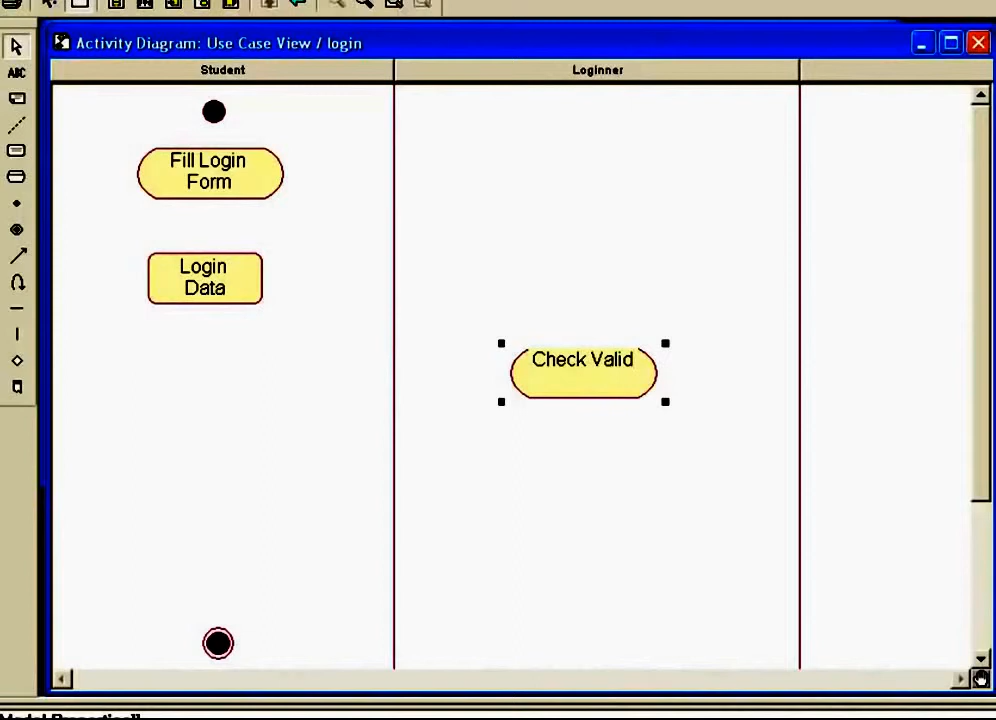 Activity Diagram: Use Case View / login
Student
Loginner
ABC
Fill Login
Form
Login
Data
Check Valid